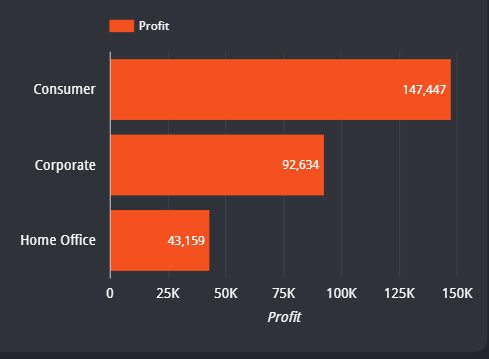 Profit
Consumer 147,447
Corporate 92,634
Home Office 43,159
0 25K 50K 75K 100K 125K 150K
Profit